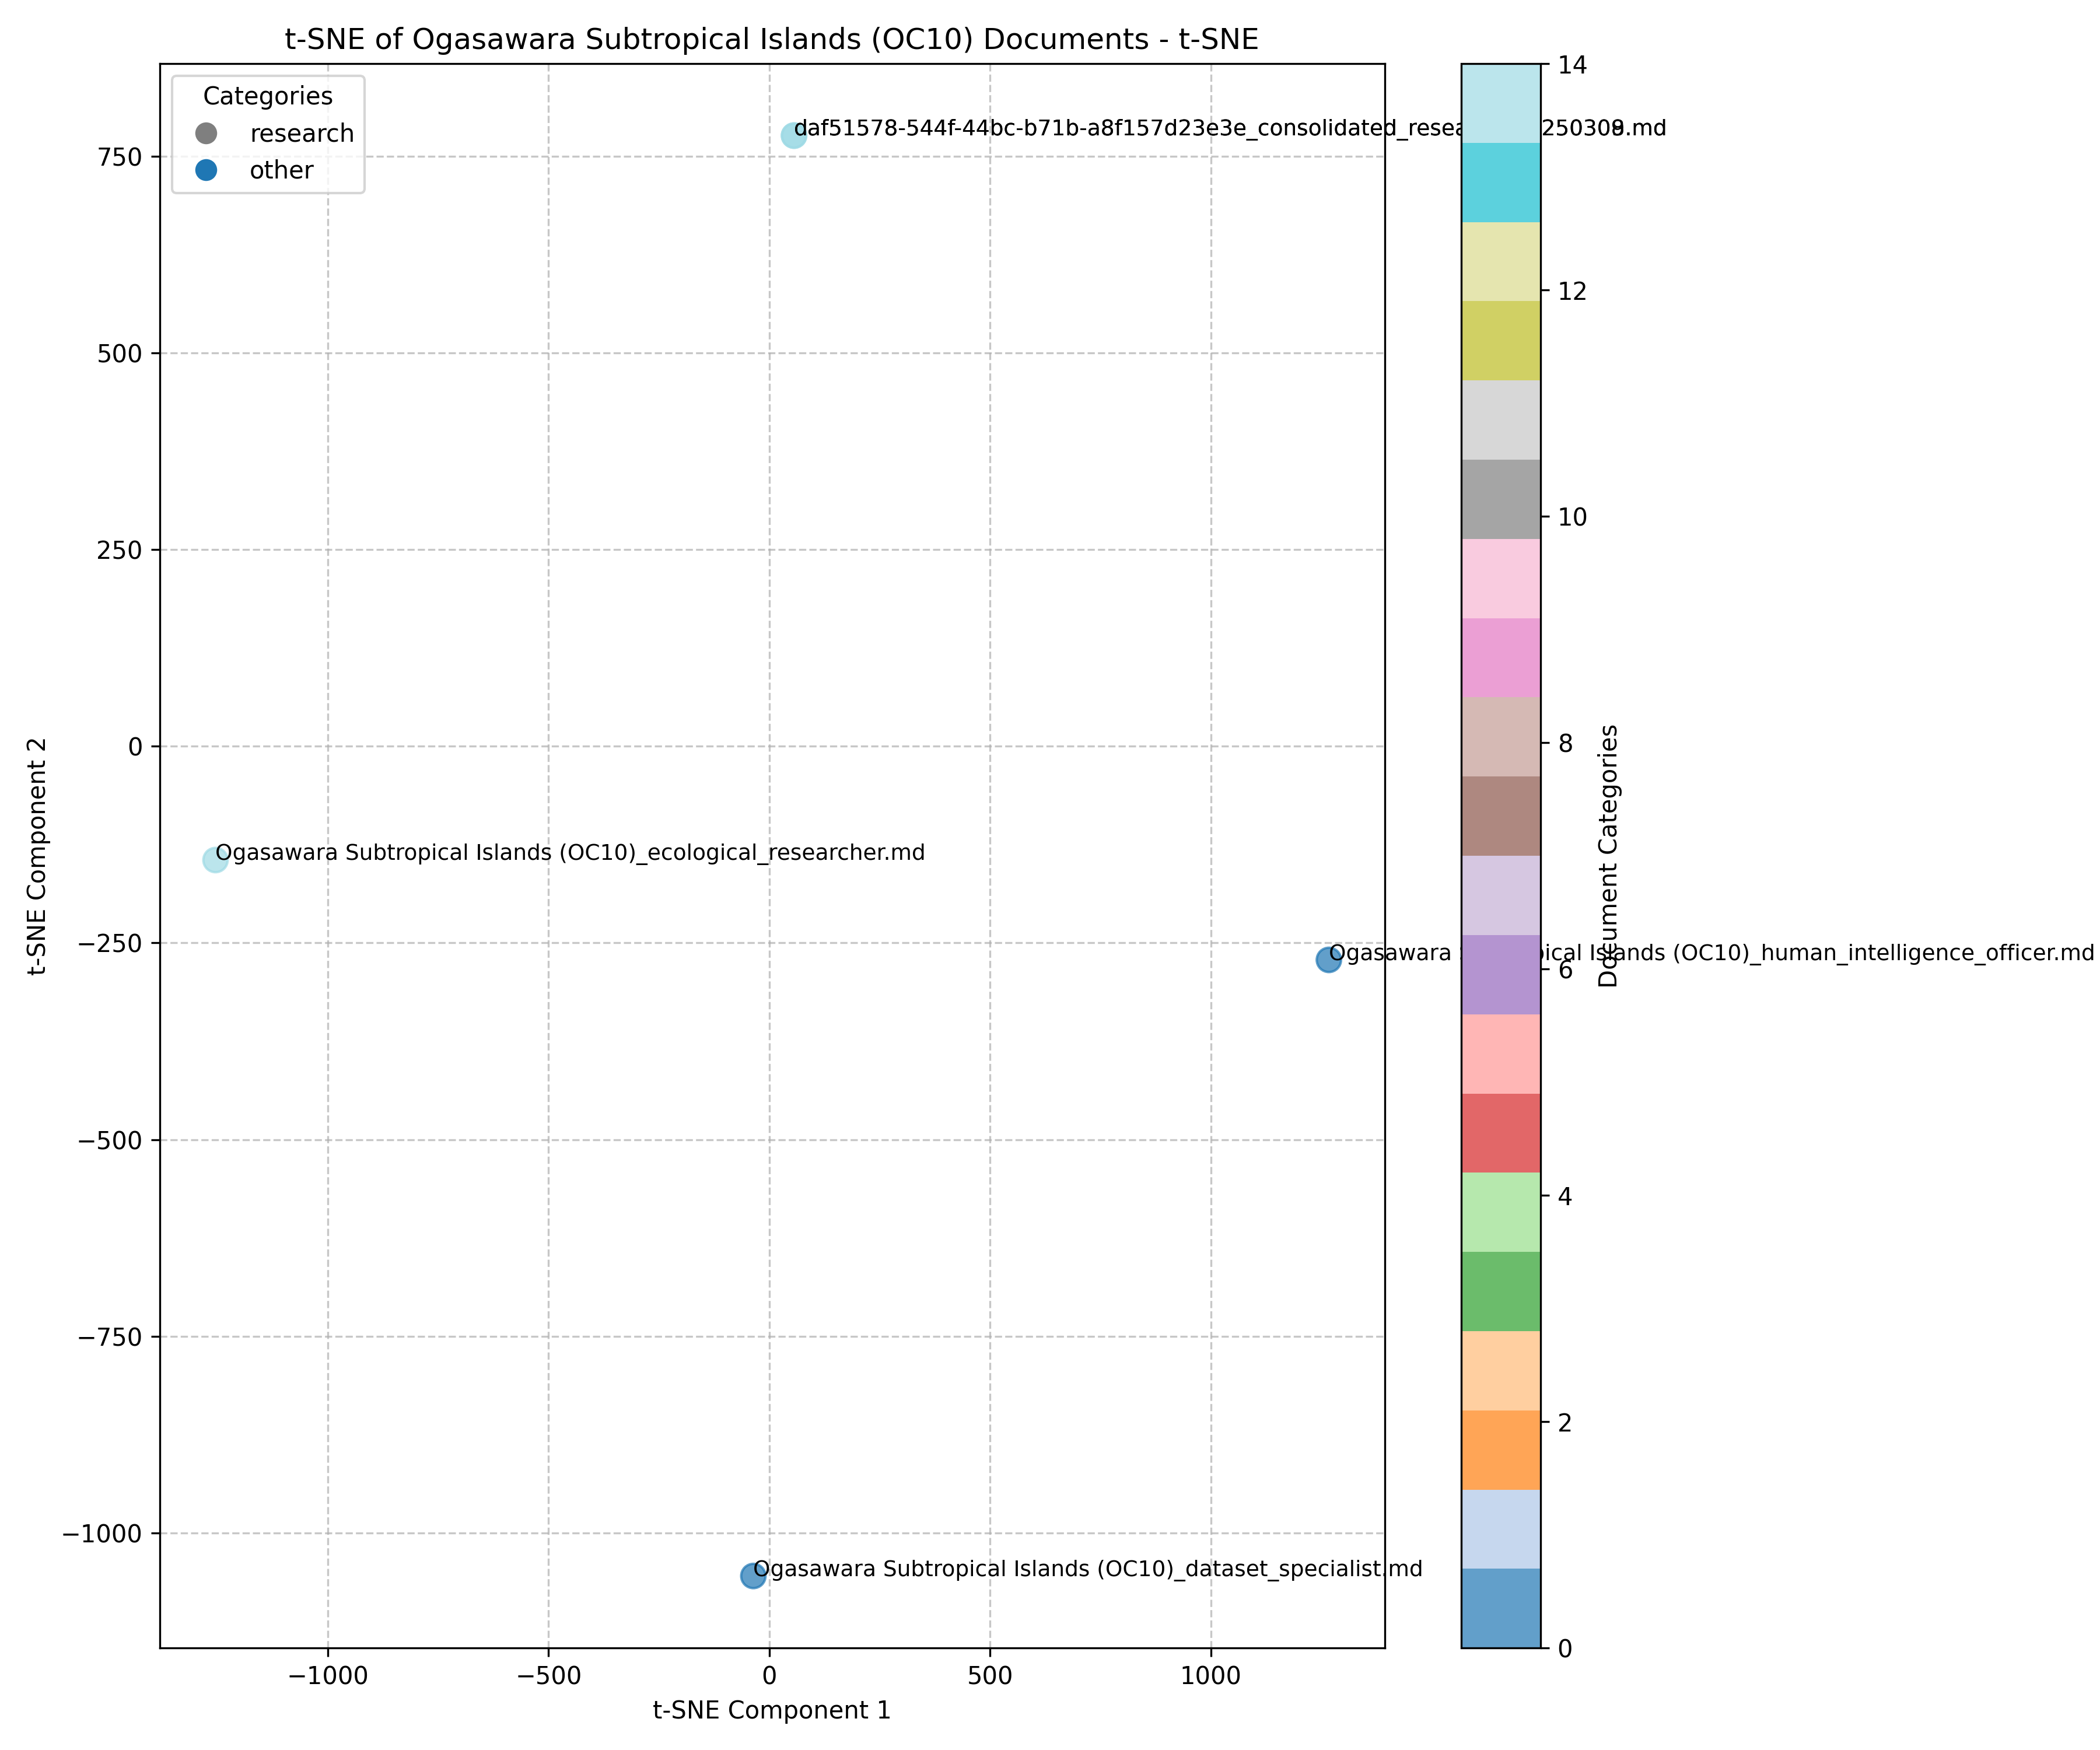 t-SNE of Ogasawara Subtropical Islands (OC10) Documents - t-SNE
Categories
research
other
daf51578-544f-44bc-b71b-a8f157d23e3e_consolidated_resea
Ogasawara Subtropical Islands (OC10)_ecological_researcher.md
Ogasawara Subtropical Islands (OC10)_human_intelligence_officer.md
Ogasawara Subtropical Islands (OC10)_dataset_specialist.md
750
500
250
0
−250
−500
−750
−1000
t-SNE Component 2
−1000
−500
0
500
1000
t-SNE Component 1
14
12
10
8
6
4
2
0
Document Categories